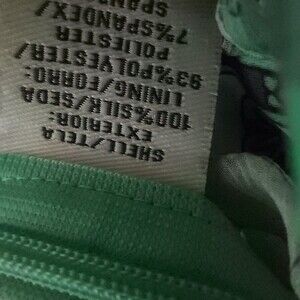 SHELL/TELA
EXTERIOR:
100%SILK/SEDA
LINING/FORRO:
93%POLYESTER/
POLIESTER
7%SPANDEX/